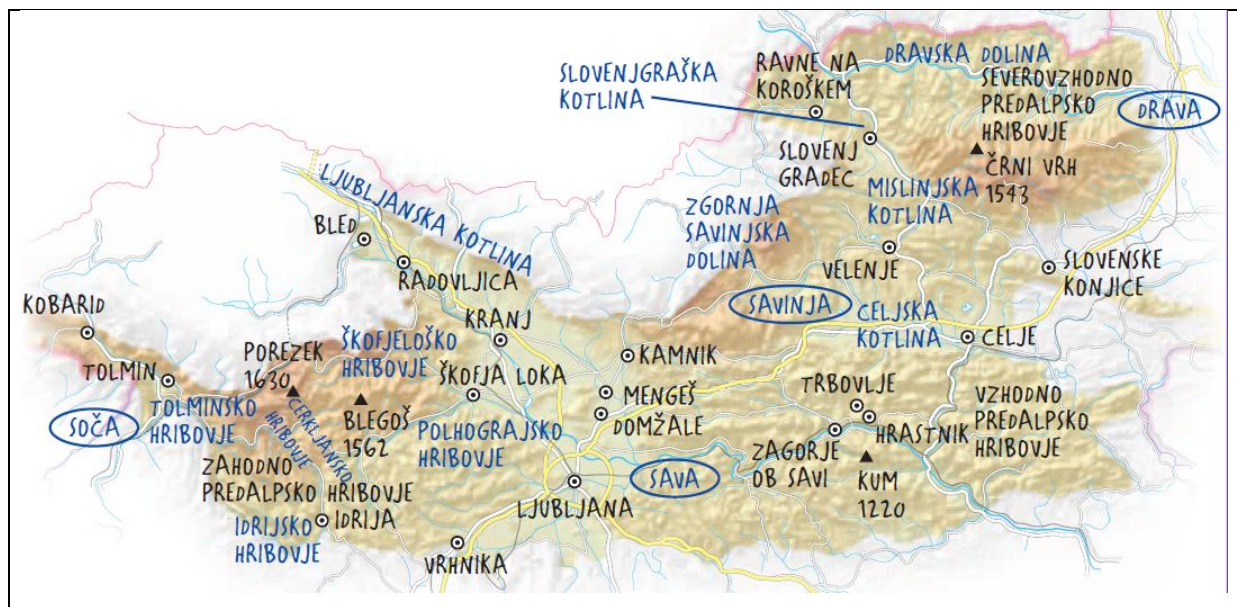 SLOVENJGRAŠKA
KOTLINA
RAVNE NA
KOROŠKEM
DRAVSKA DOLINA
SEVEROVZHODNO
PREDALPSKO
HRIBOVJE
DRAVA
SLOVENJ
GRADEC
ČRNI VRH
1543
MISLINJSKA
KOTLINA
LJUBLJANSKA KOTLINA
BLED
RADOVLJICA
ZGORNJA
SAVINJSKA
DOLINA
VELENJE
SLOVENSKE
KONJICE
SAVINJA
CELJSKA
KOTLINA
CELJE
KOBARID
TOLMIN
SOČA
TOLMINSKO
HRIBOVJE
POREZEK
1630
CERKLJANSKO
HRIBOVJE
ŠKOFJELOŠKO
HRIBOVJE
BLEGOŠ
1562
KRANJ
ŠKOFJA LOKA
POLHOGRAJSKO
HRIBOVJE
KAMNIK
MENGEŠ
DOMŽALE
TRBOVLJE
HRASTNIK
ZAGORJE
OB SAVI
KUM
1220
VZHODNO
PREDALPSKO
HRIBOVJE
ZAHODNO
PREDALPSKO HRIBOVJE
IDRIJSKO
HRIBOVJE
IDRIJA
VRHNIKA
LJUBLJANA
SAVA